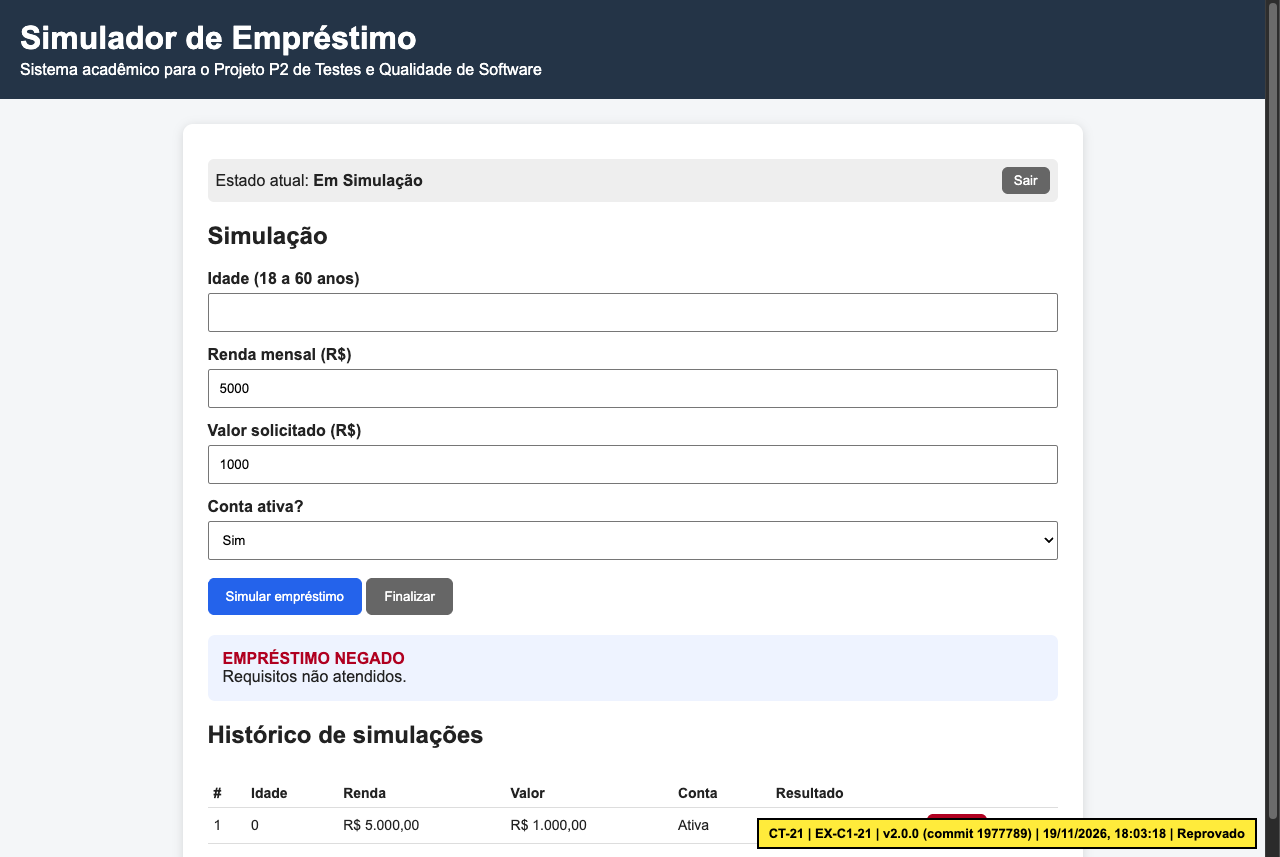 Simulador de Empréstimo
Sistema acadêmico para o Projeto P2 de Testes e Qualidade de Software
Estado atual: Em Simulação
Sair
Simulação
Idade (18 a 60 anos)
Renda mensal (R$)
5000
Valor solicitado (R$)
1000
Conta ativa?
Sim
Simular empréstimo
Finalizar
EMPRÉSTIMO NEGADO
Requisitos não atendidos.
Histórico de simulações
# Idade Renda Valor Conta Resultado
1 0 R$ 5.000,00 R$ 1.000,00 Ativa
CT-21 | EX-C1-21 | v2.0.0 (commit 1977789) | 19/11/2026, 18:03:18 | Reprovado